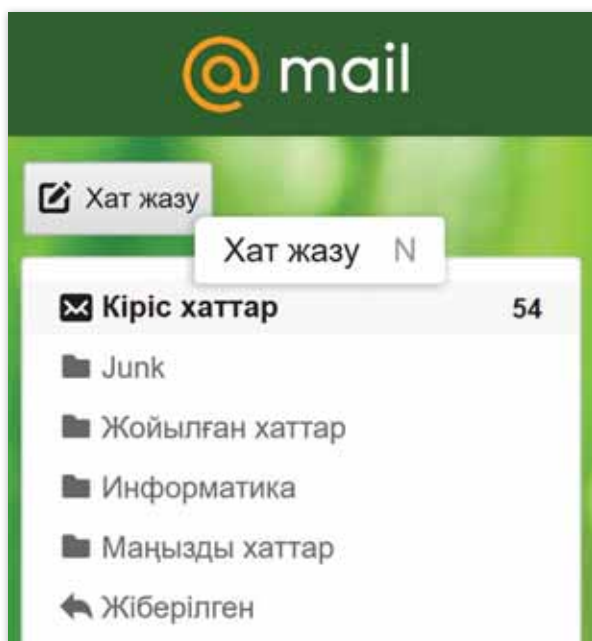 @ mail
Хат жазу
Хат жазу N
Кіріс хаттар 54
Junk
Жойылған хаттар
Информатика
Маңызды хаттар
Жіберілген